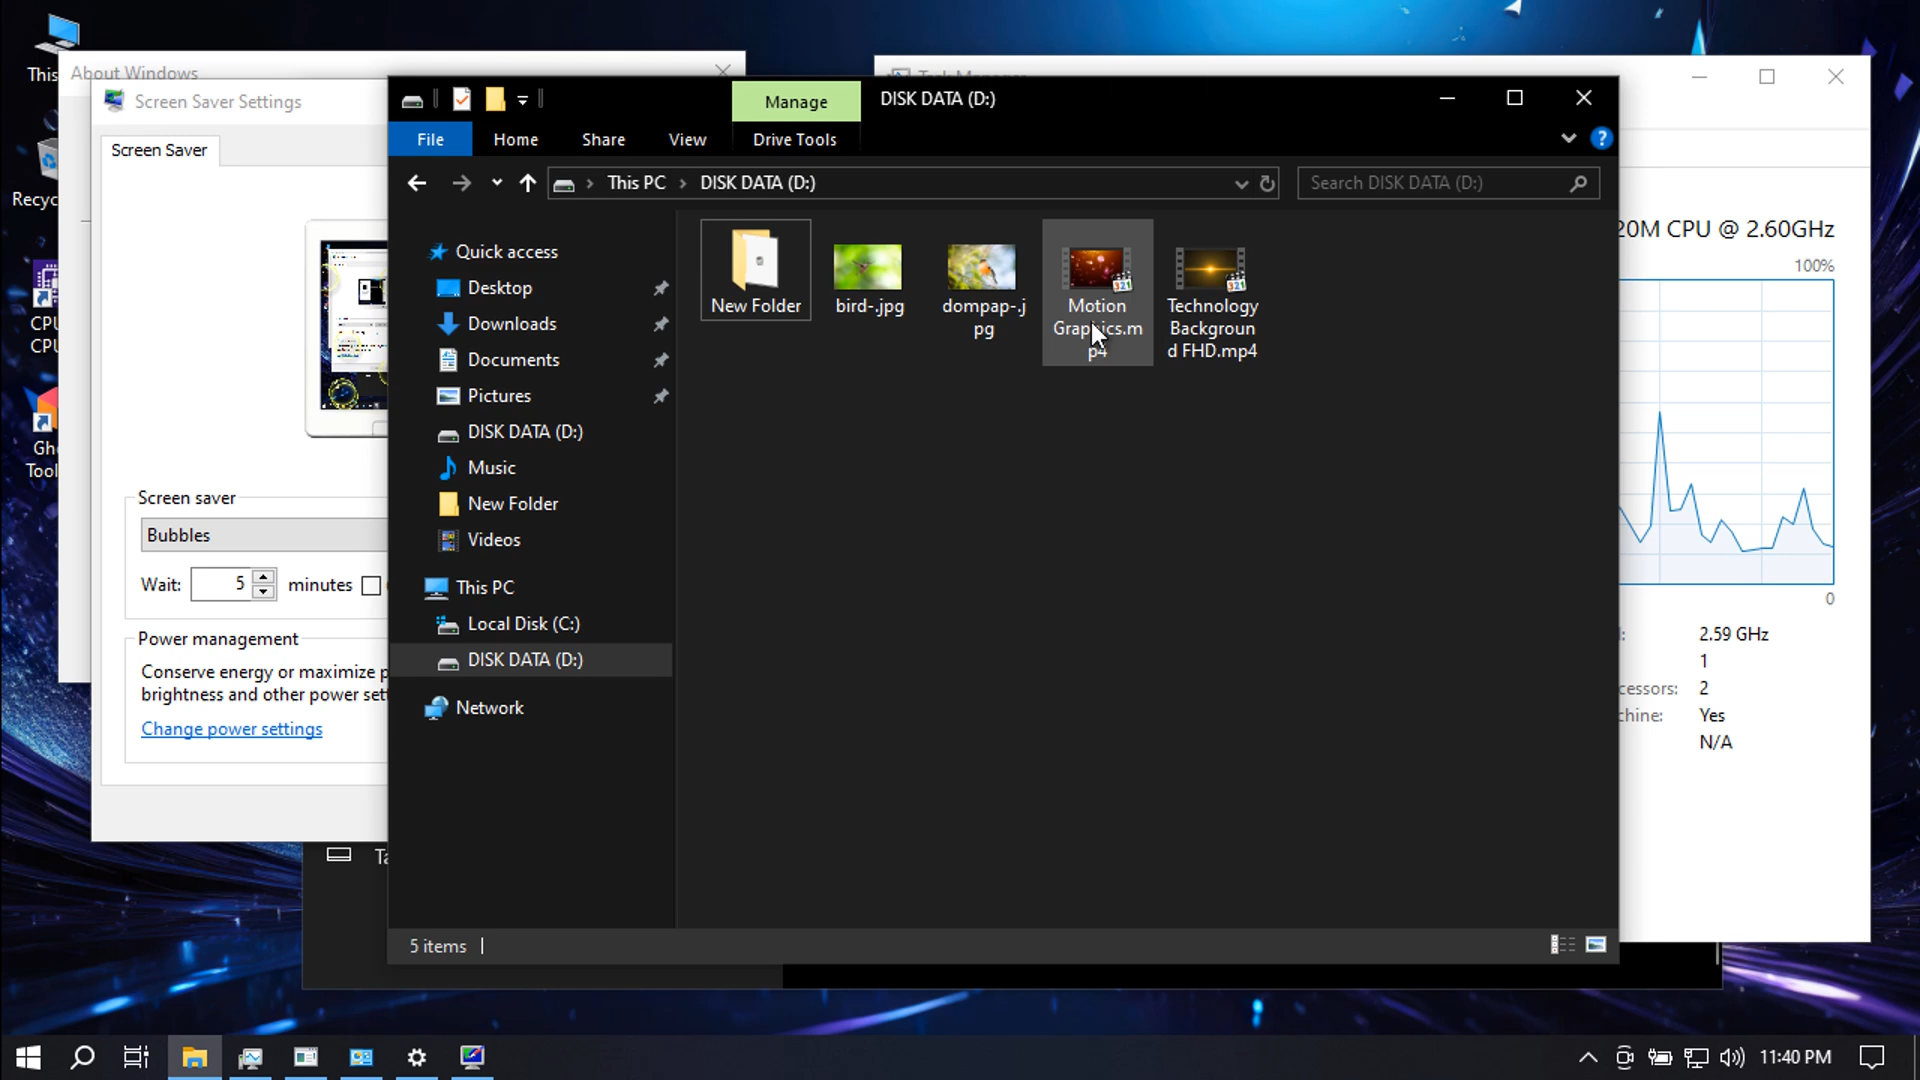 This
About Windows
Task Manager
Screen Saver Settings
Manage
DISK DATA (D:)
Screen Saver
File
Home
Share
View
Drive Tools
This PC
DISK DATA (D:)
Search DISK DATA (D:)
Recyc
20M CPU @ 2.60GHz
100%
Quick access
Desktop
Downloads
Documents
Pictures
DISK DATA (D:)
Music
New Folder
Videos
This PC
Local Disk (C:)
DISK DATA (D:)
Network
New Folder
bird-.jpg
dompap-.j
pg
Motion
Graphics.m
p4
Technology
Backgroun
d FHD.mp4
CPU
CPU
Gho
Tool
Screen saver
Bubbles
Wait:
5
minutes
Power management
Conserve energy or maximize p
brightness and other power set
Change power settings
0
2.59 GHz
1
cessors:
2
chine:
Yes
N/A
Ta
5 items
11:40 PM